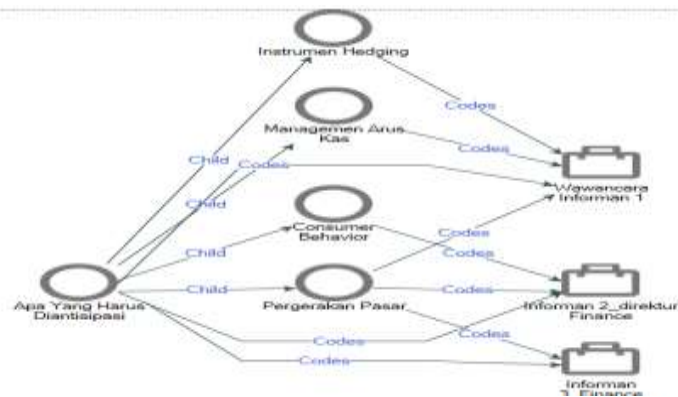 Instrumen Hedging
Codes
Managemen Arus
Kas
Child
Codes
Codes
Wawancara
Informan 1
Child
Consumer
Behavior
Codes
Codes
Child
Apa Yang Harus
Diantisipasi
Child
Pergerakan Pasar
Codes
Informan 2_direktur
Finance
Codes
Codes
Codes
Informan
3_Finance